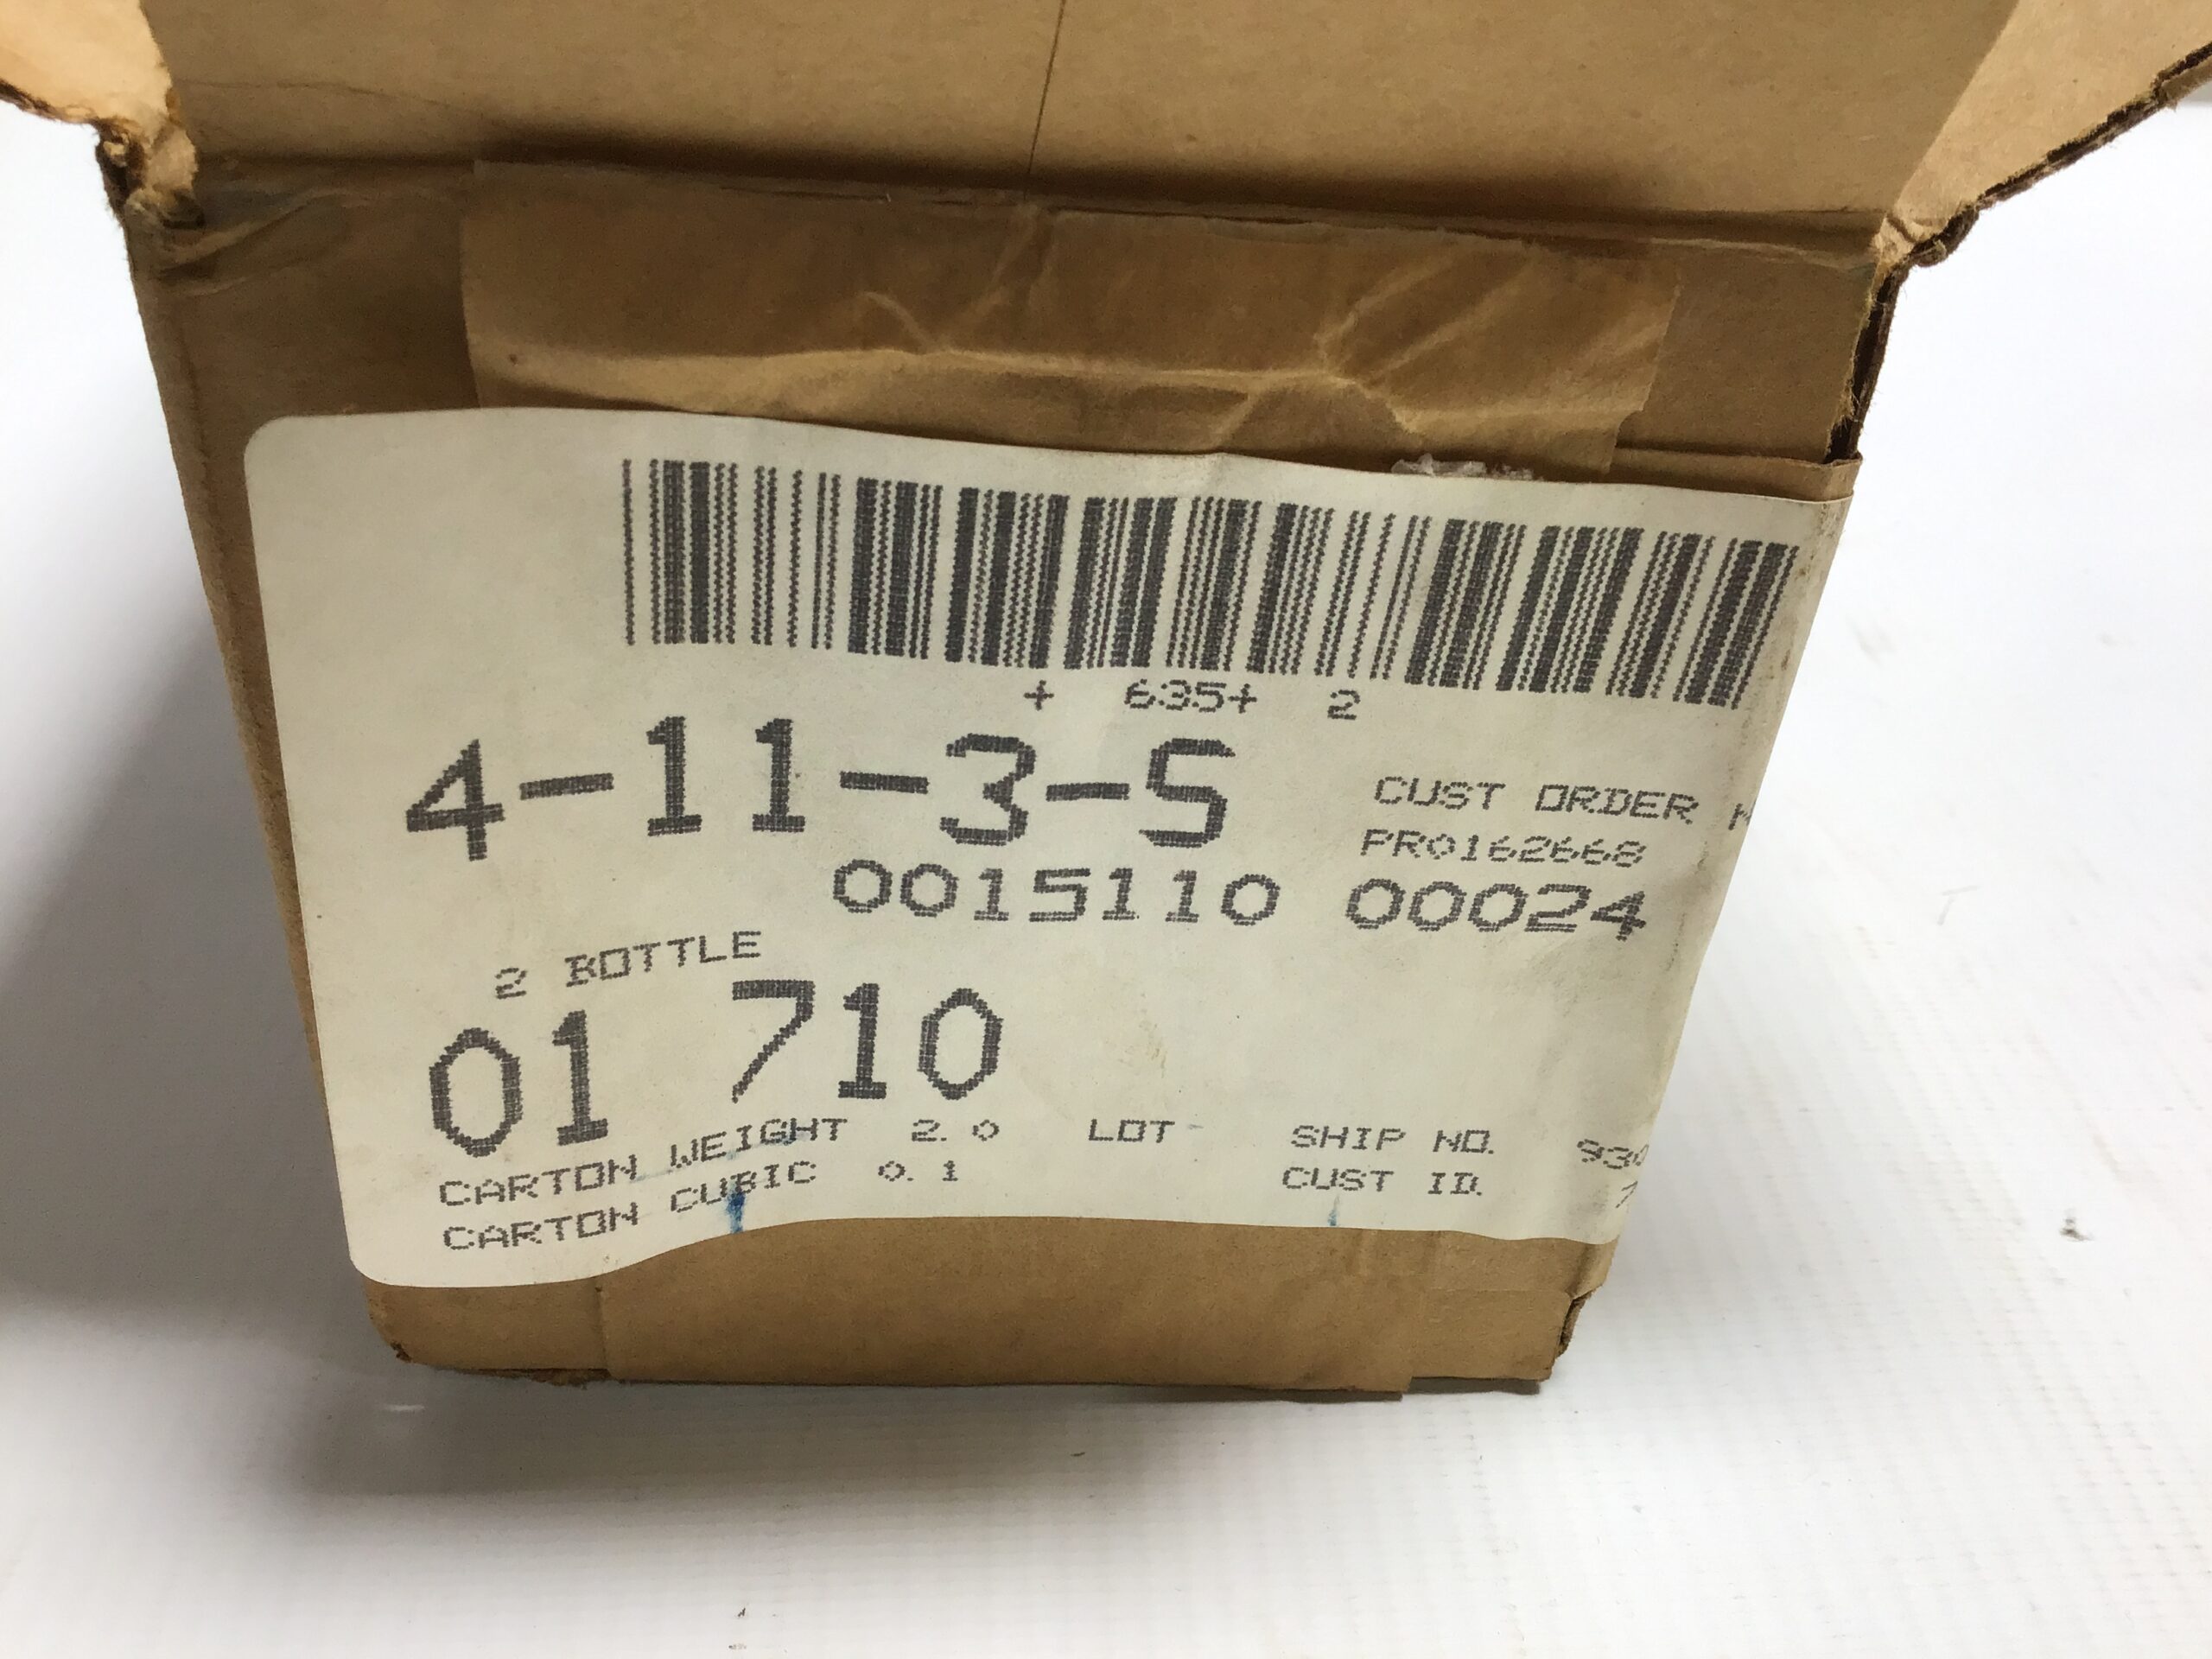 + 635+ 2
4-11-3-S
CUST ORDER
PR0162668
0015110 00024
2 BOTTLE
01 710
CARTON WEIGHT 2.0 LOT SHIP NO. 930
CARTON CUBIC 0.1 CUST ID.